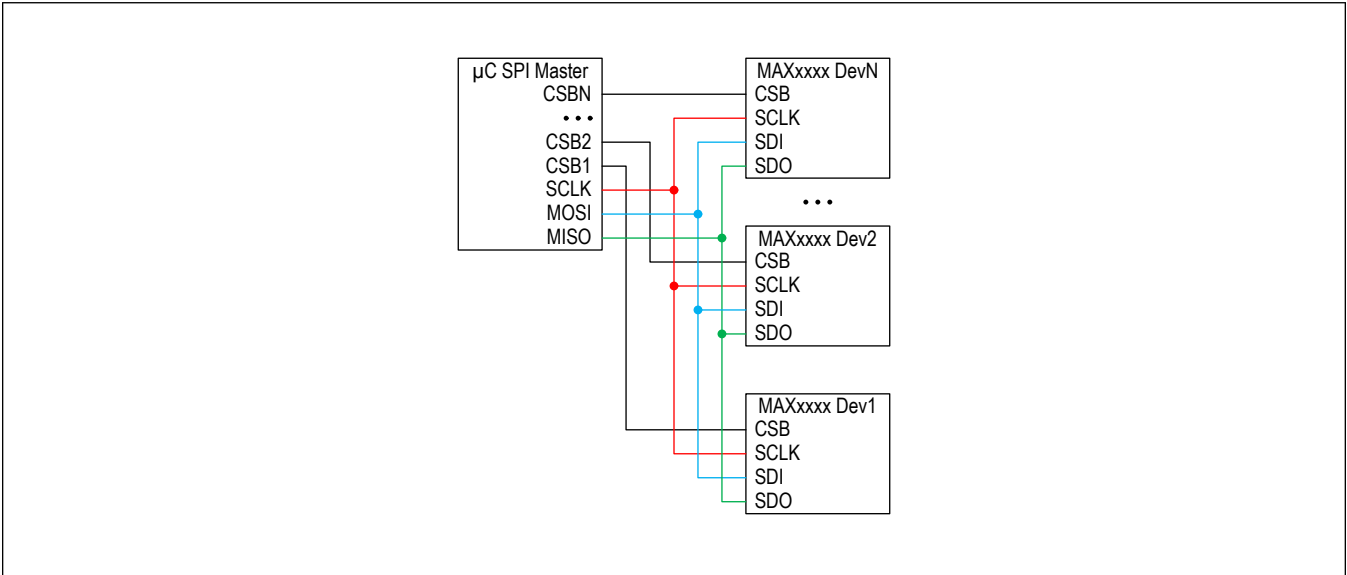 µC SPI Master
CSBN
•••
CSB2
CSB1
SCLK
MOSI
MISO
MAXxxxx DevN
CSB
SCLK
SDI
SDO
•••
MAXxxxx Dev2
CSB
SCLK
SDI
SDO
MAXxxxx Dev1
CSB
SCLK
SDI
SDO